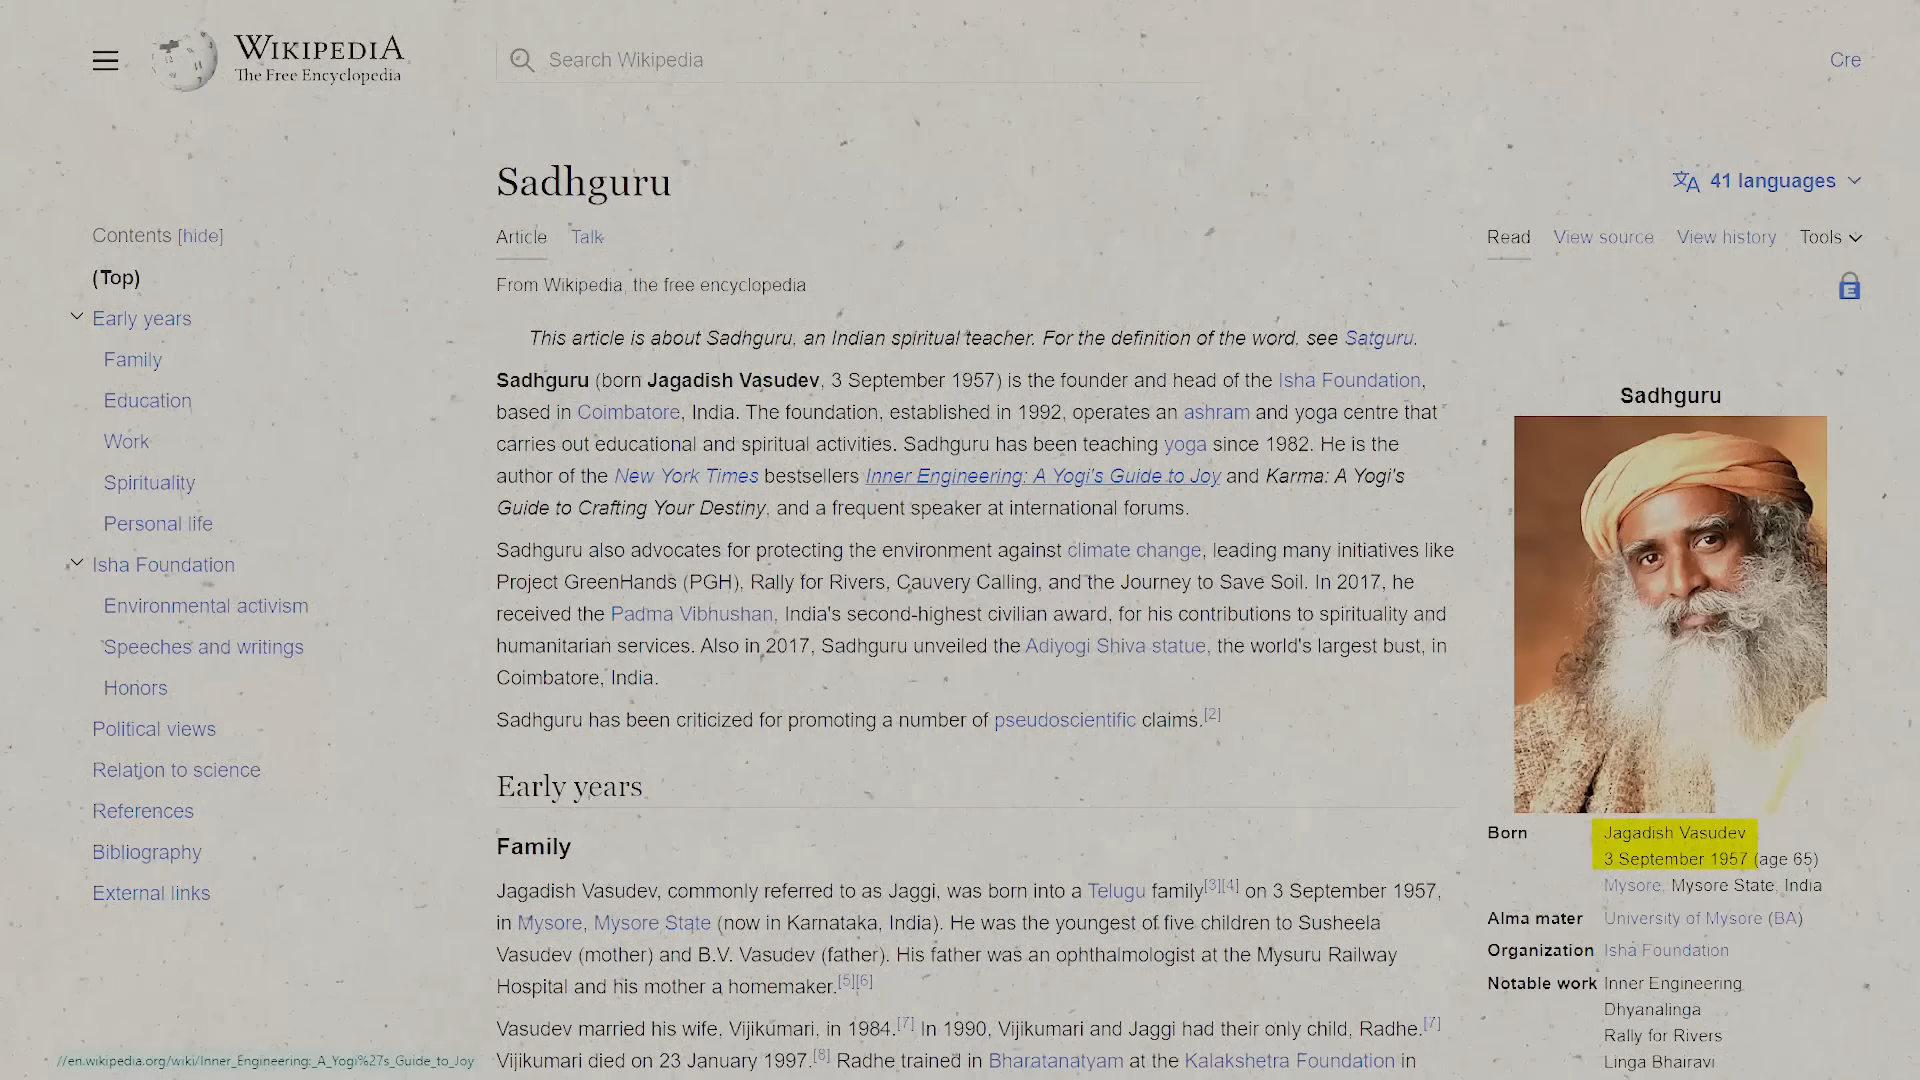 WIKIPEDIA
The Free Encyclopedia
Search Wikipedia
Cre
Sadhguru
41 languages
Article Talk
Read View source View history Tools
From Wikipedia, the free encyclopedia
Contents [hide]
(Top)
Early years
Family
Education
Work
Spirituality
Personal life
Isha Foundation
Environmental activism
Speeches and writings
Honors
Political views
Relation to science
References
Bibliography
External links
This article is about Sadhguru, an Indian spiritual teacher. For the definition of the word, see Satguru.
Sadhguru (born Jagadish Vasudev, 3 September 1957) is the founder and head of the Isha Foundation,
based in Coimbatore, India. The foundation, established in 1992, operates an ashram and yoga centre that
carries out educational and spiritual activities. Sadhguru has been teaching yoga since 1982. He is the
author of the New York Times bestsellers Inner Engineering: A Yogi's Guide to Joy and Karma: A Yogi's
Guide to Crafting Your Destiny, and a frequent speaker at international forums.
Sadhguru also advocates for protecting the environment against climate change, leading many initiatives like
Project GreenHands (PGH), Rally for Rivers, Cauvery Calling, and the Journey to Save Soil. In 2017, he
received the Padma Vibhushan, India's second-highest civilian award, for his contributions to spirituality and
humanitarian services. Also in 2017, Sadhguru unveiled the Adiyogi Shiva statue, the world's largest bust, in
Coimbatore, India.
Sadhguru has been criticized for promoting a number of pseudoscientific claims.[2]
Early years
Family
Jagadish Vasudev, commonly referred to as Jaggi, was born into a Telugu family[3][4] on 3 September 1957,
in Mysore, Mysore State (now in Karnataka, India). He was the youngest of five children to Susheela
Vasudev (mother) and B.V. Vasudev (father). His father was an ophthalmologist at the Mysuru Railway
Hospital and his mother a homemaker.[5][6]
Vasudev married his wife, Vijikumari, in 1984.[7] In 1990, Vijikumari and Jaggi had their only child, Radhe.[7]
Vijikumari died on 23 January 1997.[8] Radhe trained in Bharatanatyam at the Kalakshetra Foundation in
Sadhguru
Born Jagadish Vasudev
3 September 1957 (age 65)
Mysore, Mysore State, India
Alma mater University of Mysore (BA)
Organization Isha Foundation
Notable work Inner Engineering
Dhyanalinga
Rally for Rivers
Linga Bhairavi
//en.wikipedia.org/wiki/Inner_Engineering:_A_Yogi%27s_Guide_to_Joy